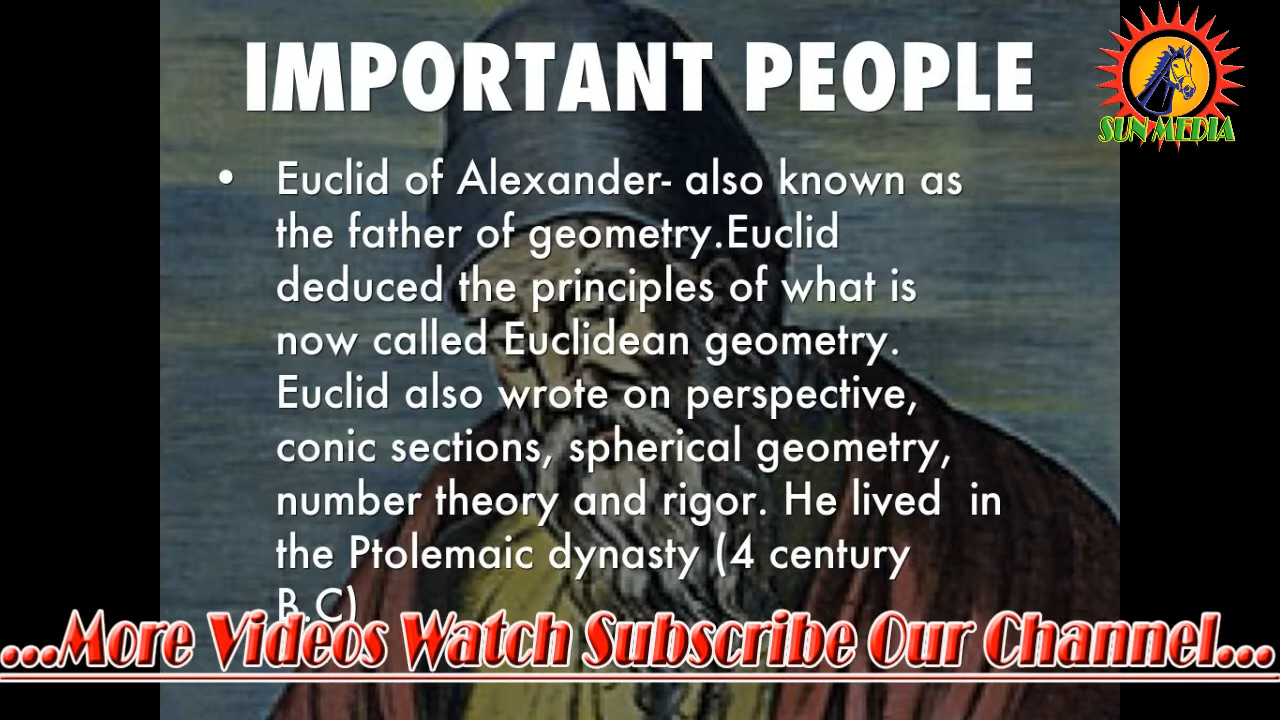 IMPORTANT PEOPLE
SUN MEDIA
• Euclid of Alexander- also known as
the father of geometry.Euclid
deduced the principles of what is
now called Euclidean geometry.
Euclid also wrote on perspective,
conic sections, spherical geometry,
number theory and rigor. He lived  in
the Ptolemaic dynasty (4 century
B.C)
...More Videos Watch Subscribe Our Channel...